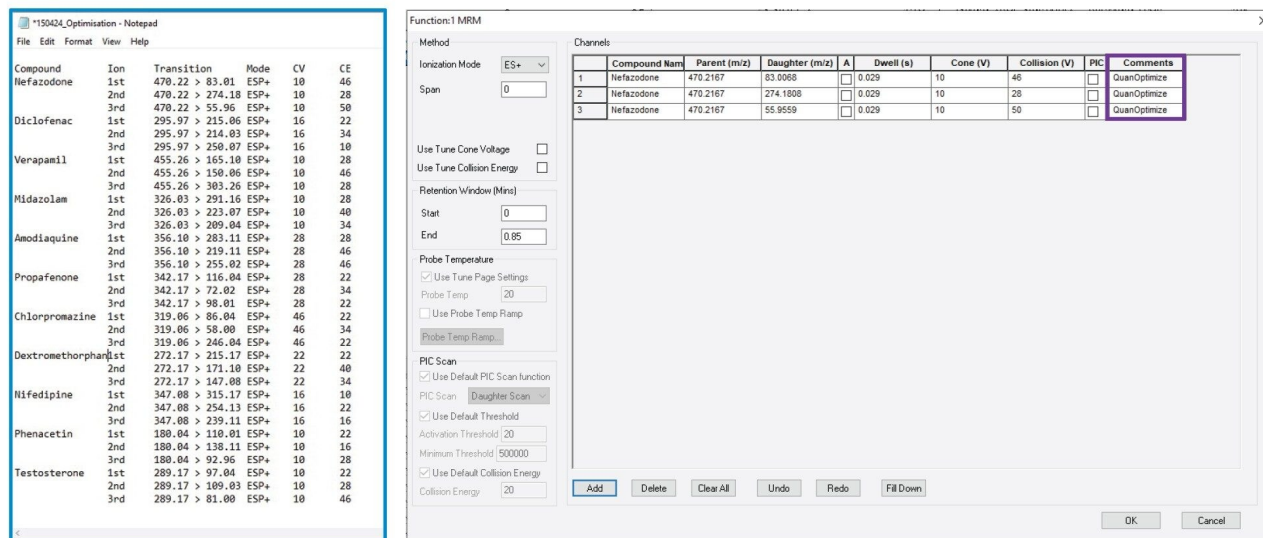 *150424_Optimisation - Notepad
File Edit Format View Help
Compound Ion Transition Mode CV CE
Nefazodone 1st 470.22 > 83.01 ESP+ 10 46
2nd 470.22 > 274.18 ESP+ 10 28
3rd 470.22 > 55.96 ESP+ 10 50
Diclofenac 1st 295.97 > 215.06 ESP+ 16 22
2nd 295.97 > 214.03 ESP+ 16 34
3rd 295.97 > 250.07 ESP+ 16 10
Verapamil 1st 455.26 > 165.10 ESP+ 10 28
2nd 455.26 > 150.06 ESP+ 10 46
3rd 455.26 > 303.26 ESP+ 10 28
Midazolam 1st 326.03 > 291.16 ESP+ 10 28
2nd 326.03 > 223.07 ESP+ 10 40
3rd 326.03 > 209.04 ESP+ 10 34
Amodiaquine 1st 356.10 > 283.11 ESP+ 28 28
2nd 356.10 > 219.11 ESP+ 28 46
3rd 356.10 > 255.02 ESP+ 28 46
Propafenone 1st 342.17 > 116.04 ESP+ 28 22
2nd 342.17 > 72.02 ESP+ 28 34
3rd 342.17 > 98.01 ESP+ 28 22
Chlorpromazine 1st 319.06 > 86.04 ESP+ 46 22
2nd 319.06 > 58.00 ESP+ 46 34
3rd 319.06 > 246.04 ESP+ 46 22
Dextromethorphan1st 272.17 > 215.17 ESP+ 22 22
2nd 272.17 > 171.10 ESP+ 22 40
3rd 272.17 > 147.08 ESP+ 22 34
Nifedipine 1st 347.08 > 315.17 ESP+ 16 10
2nd 347.08 > 254.13 ESP+ 16 22
3rd 347.08 > 239.11 ESP+ 16 16
Phenacetin 1st 180.04 > 110.01 ESP+ 10 22
2nd 180.04 > 138.11 ESP+ 10 16
3rd 180.04 > 92.96 ESP+ 10 28
Testosterone 1st 289.17 > 97.04 ESP+ 10 22
2nd 289.17 > 109.03 ESP+ 10 28
3rd 289.17 > 81.00 ESP+ 10 46
Function:1 MRM
Method
Ionization Mode ES+
Span 0
Use Tune Cone Voltage
Use Tune Collision Energy
Retention Window (Mins)
Start 0
End 0.85
Probe Temperature
Use Tune Page Settings
Probe Temp 20
Use Probe Temp Ramp
Probe Temp Ramp...
PIC Scan
Use Default PIC Scan function
PIC Scan Daughter Scan
Use Default Threshold
Activation Threshold 20
Minimum Threshold 500000
Use Default Collision Energy
Collision Energy 20
Channels
Compound Nam Parent (m/z) Daughter (m/z) A Dwell (s) Cone (V) Collision (V) PIC Comments
1 Nefazodone 470.2167 83.0068 0.029 10 46 QuanOptimize
2 Nefazodone 470.2167 274.1808 0.029 10 28 QuanOptimize
3 Nefazodone 470.2167 55.9559 0.029 10 50 QuanOptimize
Add Delete Clear All Undo Redo Fill Down
OK Cancel